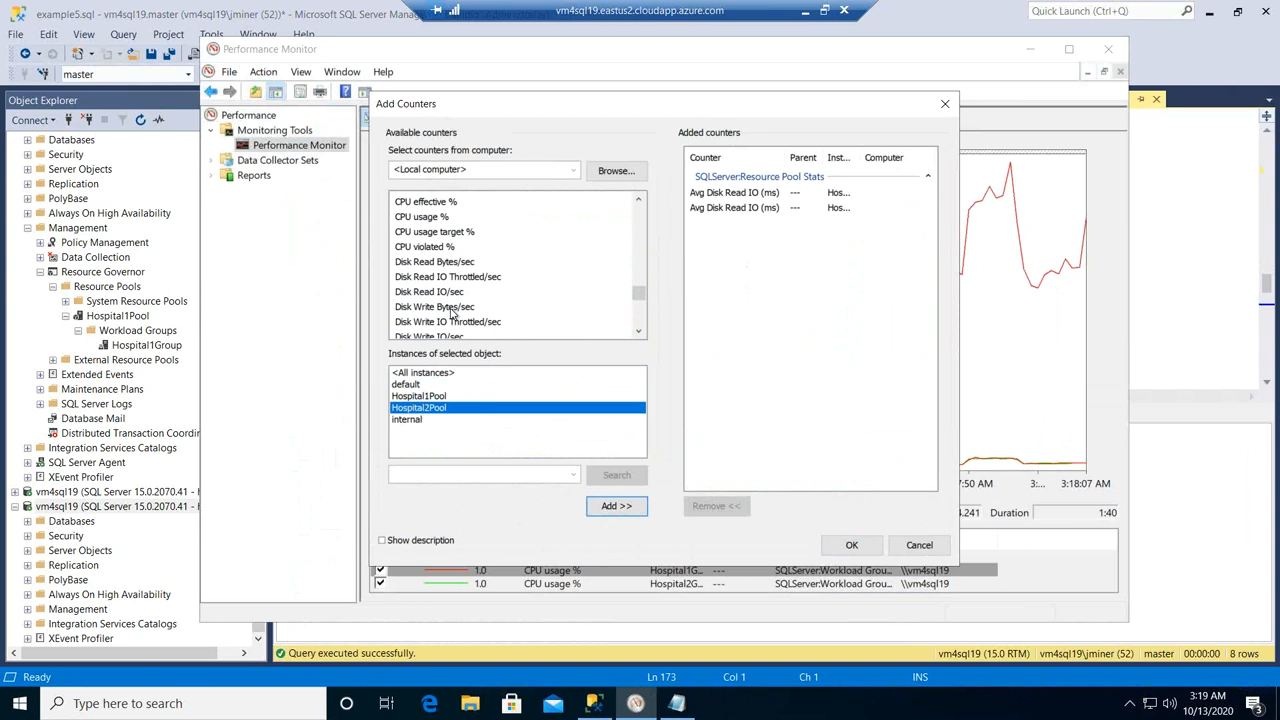 example5.sql - vm4sql19.master (vm4sql19\jminer (52))* - Microsoft SQL Server Man
vm4sql19.eastus2.cloudapp.azure.com
Quick Launch (Ctrl+Q)
File Edit View Query Project Tools Window Help
master
Object Explorer
Connect
Databases
Security
Server Objects
Replication
PolyBase
Always On High Availability
Management
Policy Management
Data Collection
Resource Governor
Resource Pools
System Resource Pools
Hospital1Pool
Workload Groups
Hospital1Group
External Resource Pools
Extended Events
Maintenance Plans
SQL Server Logs
Database Mail
Distributed Transaction Coordin
Integration Services Catalogs
SQL Server Agent
XEvent Profiler
vm4sql19 (SQL Server 15.0.2070.41 -
vm4sql19 (SQL Server 15.0.2070.41 -
Databases
Security
Server Objects
Replication
PolyBase
Always On High Availability
Management
Integration Services Catalogs
XEvent Profiler
Performance Monitor
File Action View Window Help
Performance
Monitoring Tools
Performance Monitor
Data Collector Sets
Reports
Add Counters
Available counters
Select counters from computer:
<Local computer>
Browse...
CPU effective %
CPU usage %
CPU usage target %
CPU violated %
Disk Read Bytes/sec
Disk Read IO Throttled/sec
Disk Read IO/sec
Disk Write Bytes/sec
Disk Write IO Throttled/sec
Disk Write IO/sec
Instances of selected object:
<All instances>
default
Hospital1Pool
Hospital2Pool
internal
Search
Add >>
Show description
Added counters
Counter Parent Inst... Computer
SQLServer:Resource Pool Stats
Avg Disk Read IO (ms) --- Hos...
Avg Disk Read IO (ms) --- Hos...
Remove <<
OK Cancel
:50 AM 3:... 3:18:07 AM
4.241 Duration 1:40
1.0 CPU usage % Hospital1G... --- SQLServer:Workload Grou... \\vm4sql19
1.0 CPU usage % Hospital2G... --- SQLServer:Workload Grou... \\vm4sql19
Query executed successfully.
vm4sql19 (15.0 RTM) vm4sql19\jminer (52) master 00:00:00 8 rows
Ready Ln 173 Col 1 Ch 1 INS
Type here to search
3:19 AM
10/13/2020
3